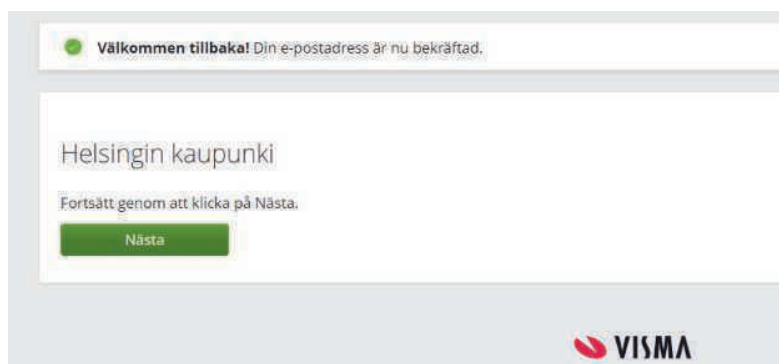 Välkommen tillbaka! Din e-postadress är nu bekräftad.
Helsingin kaupunki
Fortsätt genom att klicka på Nästa.
Nästa
VISMA